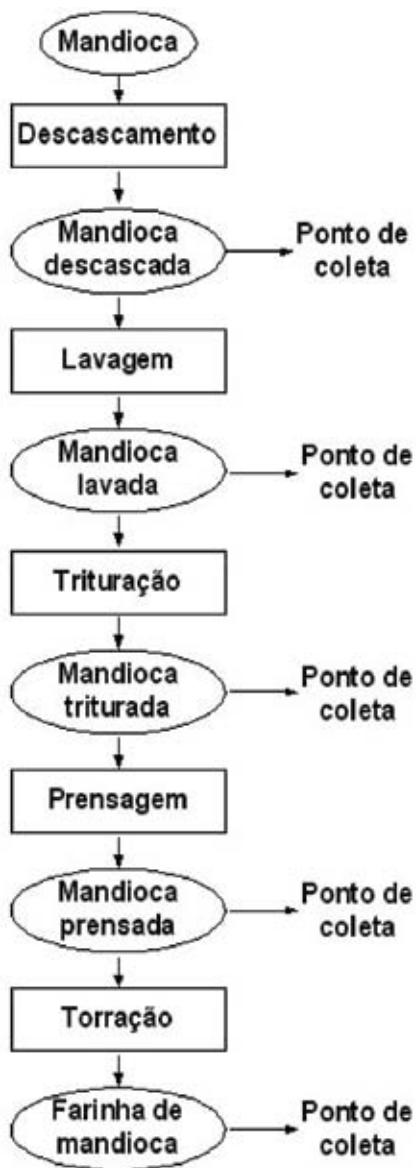 Mandioca
Descascamento
Mandioca
descascada
Ponto de
coleta
Lavagem
Mandioca
lavada
Ponto de
coleta
Trituração
Mandioca
triturada
Ponto de
coleta
Prensagem
Mandioca
prensada
Ponto de
coleta
Torração
Farinha de
mandioca
Ponto de
coleta